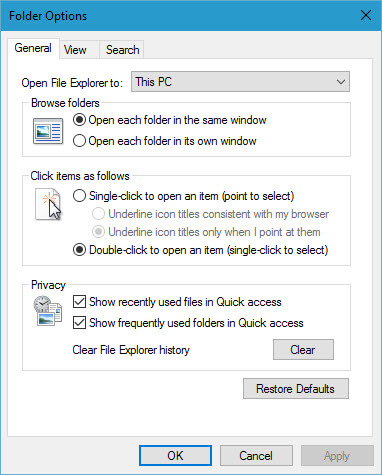 Folder Options
General View Search
Open File Explorer to: This PC
Browse folders
Open each folder in the same window
Open each folder in its own window
Click items as follows
Single-click to open an item (point to select)
Underline icon titles consistent with my browser
Underline icon titles only when I point at them
Double-click to open an item (single-click to select)
Privacy
Show recently used files in Quick access
Show frequently used folders in Quick access
Clear File Explorer history Clear
Restore Defaults
OK Cancel Apply